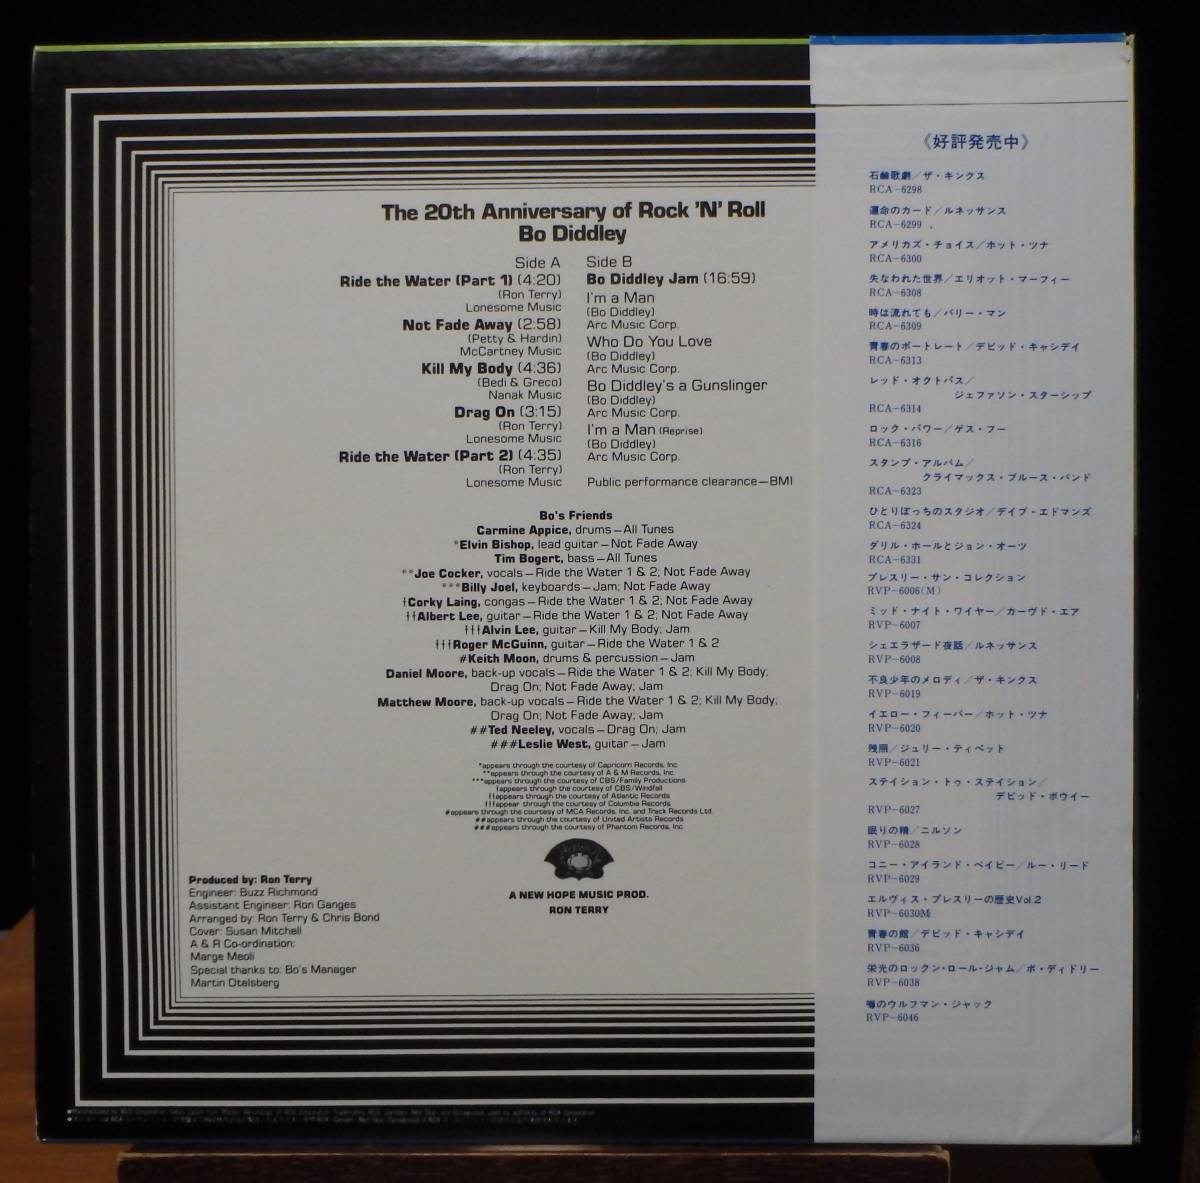 The 20th Anniversary of Rock 'N' Roll
Bo Diddley
Side A
Ride the Water (Part 1) (4:20)
(Ron Terry)
Lonesome Music
Not Fade Away (2:58)
(Petty & Hardin)
McCartney Music
Kill My Body (4:36)
(Bedi & Greco)
Nanak Music
Drag On (3:15)
(Ron Terry)
Lonesome Music
Ride the Water (Part 2) (4:35)
(Ron Terry)
Lonesome Music
Side B
Bo Diddley Jam (16:59)
I'm a Man
(Bo Diddley)
Arc Music Corp.
Who Do You Love
(Bo Diddley)
Arc Music Corp.
Bo Diddley's a Gunslinger
(Bo Diddley)
Arc Music Corp.
I'm a Man (Reprise)
(Bo Diddley)
Arc Music Corp.
Public performance clearance—BMI
Bo's Friends
Carmine Appice, drums—All Tunes
*Elvin Bishop, lead guitar—Not Fade Away
Tim Bogert, bass—All Tunes
**Joe Cocker, vocals—Ride the Water 1 & 2; Not Fade Away
***Billy Joel, keyboards—Jam; Not Fade Away
†Corky Laing, congas—Ride the Water 1 & 2; Not Fade Away
††Albert Lee, guitar—Ride the Water 1 & 2; Not Fade Away
†††Alvin Lee, guitar—Kill My Body; Jam
†††Roger McGuinn, guitar—Ride the Water 1 & 2
#Keith Moon, drums & percussion—Jam
Daniel Moore, back-up vocals—Ride the Water 1 & 2; Kill My Body;
Drag On; Not Fade Away; Jam
Matthew Moore, back-up vocals—Ride the Water 1 & 2; Kill My Body;
Drag On; Not Fade Away; Jam
##Ted Neeley, vocals—Drag On; Jam
###Leslie West, guitar—Jam
*appears through the courtesy of Capricorn Records, Inc.
**appears through the courtesy of A & M Records, Inc.
***appears through the courtesy of CBS/Family Productions
†appears through the courtesy of CBS/Windfall
††appears through the courtesy of Atlantic Records
†††appear through the courtesy of Columbia Records
#appears through the courtesy of MCA Records, Inc. and Track Records Ltd.
##appears through the courtesy of United Artists Records
###appears through the courtesy of Phantom Records, Inc.
A NEW HOPE MUSIC PROD.
RON TERRY
Produced by: Ron Terry
Engineer: Buzz Richmond
Assistant Engineer: Ron Ganges
Arranged by: Ron Terry & Chris Bond
Cover: Susan Mitchell
A & R Co-ordination:
Marge Meoli
Special thanks to: Bo's Manager
Martin Otelsberg
《好評発売中》
石鹸歌劇/ザ・キンクス
RCA-6298
運命のカード/ルネッサンス
RCA-6299
アメリカズ・チョイス/ホット・ツナ
RCA-6300
失なわれた世界/エリオット・マーフィー
RCA-6308
時は流れても/バリー・マン
RCA-6309
青春のポートレート/デビッド・キャシデイ
RCA-6313
レッド・オクトパス/
ジェファソン・スターシップ
RCA-6314
ロック・パワー/ゲス・フー
RCA-6316
スタンプ・アルバム/
クライマックス・ブルース・バンド
RCA-6323
ひとりぼっちのスタジオ/デイブ・エドマンズ
RCA-6324
ダリル・ホールとジョン・オーツ
RCA-6331
プレスリー・サン・コレクション
RVP-6006(M)
ミッド・ナイト・ワイヤー/カーヴド・エア
RVP-6007
シェエラザード夜話/ルネッサンス
RVP-6008
不良少年のメロディ/ザ・キンクス
RVP-6019
イエロー・フィーバー/ホット・ツナ
RVP-6020
残照/ジュリー・ティペット
RVP-6021
ステイション・トゥ・ステイション/
デビッド・ボウイー
RVP-6027
眠りの精/ニルソン
RVP-6028
コニー・アイランド・ベイビー/ルー・リード
RVP-6029
エルヴィス・プレスリーの歴史Vol.2
RVP-6030M
青春の館/デビッド・キャシデイ
RVP-6036
栄光のロックン・ロール・ジャム/ボ・ディドリー
RVP-6038
噂のウルフマン・ジャック
RVP-6046